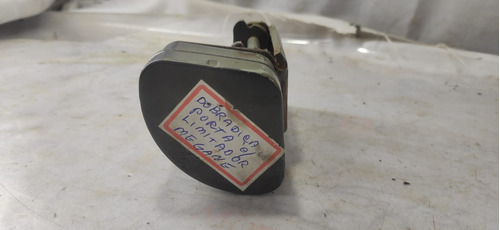 DOBRADIÇA
PORTA C/
LIMITADOR
MEGANE